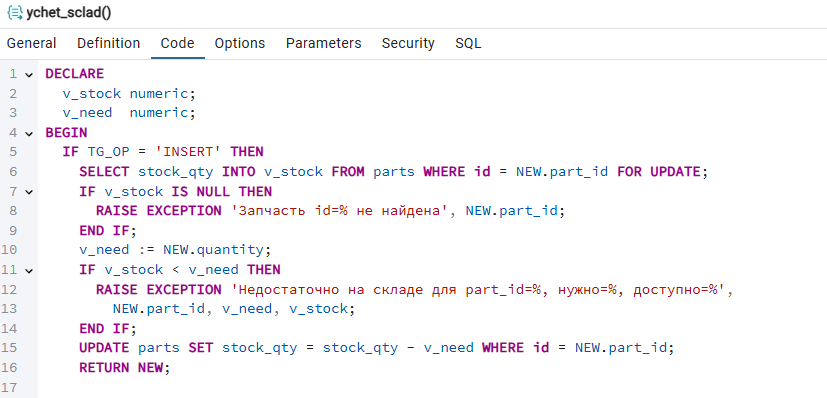 ychet_sclad()
General Definition Code Options Parameters Security SQL
1 DECLARE
2 v_stock numeric;
3 v_need  numeric;
4 BEGIN
5 IF TG_OP = 'INSERT' THEN
6 SELECT stock_qty INTO v_stock FROM parts WHERE id = NEW.part_id FOR UPDATE;
7 IF v_stock IS NULL THEN
8 RAISE EXCEPTION 'Запчасть id=% не найдена', NEW.part_id;
9 END IF;
10 v_need := NEW.quantity;
11 IF v_stock < v_need THEN
12 RAISE EXCEPTION 'Недостаточно на складе для part_id=%, нужно=%, доступно=%',
13 NEW.part_id, v_need, v_stock;
14 END IF;
15 UPDATE parts SET stock_qty = stock_qty - v_need WHERE id = NEW.part_id;
16 RETURN NEW;
17